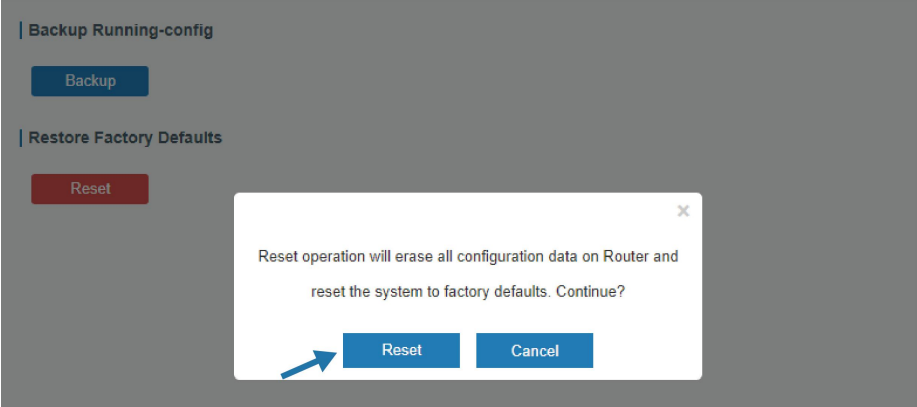 Backup Running-config
Backup
Restore Factory Defaults
Reset
×
Reset operation will erase all configuration data on Router and
reset the system to factory defaults. Continue?
Reset
Cancel